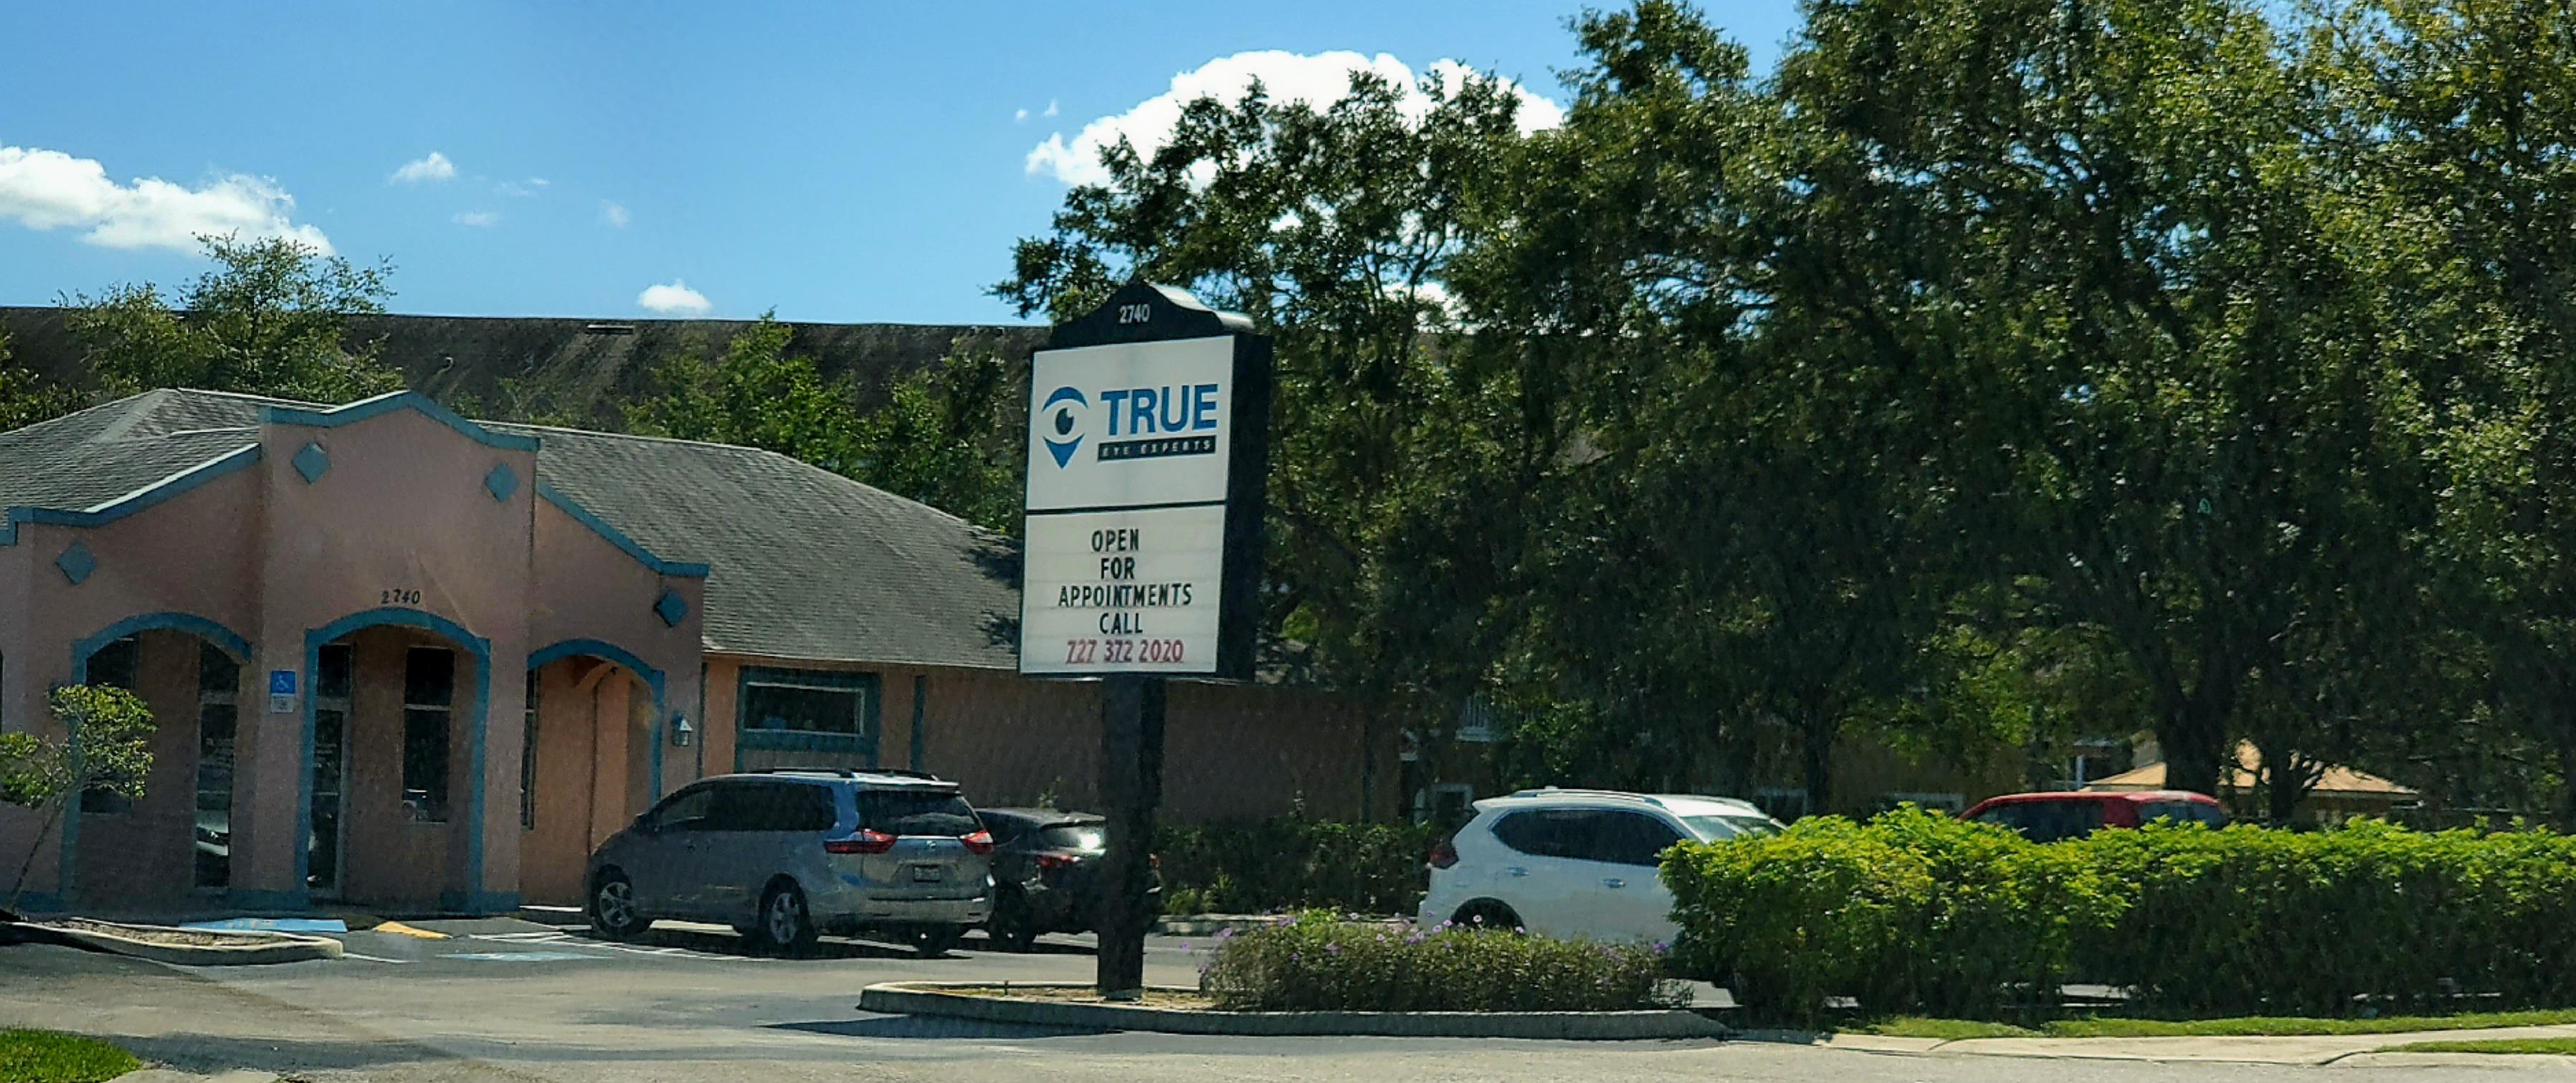 2740
TRUE
EYE EXPERTS
OPEN
FOR
APPOINTMENTS
CALL
727 372 2020
2740